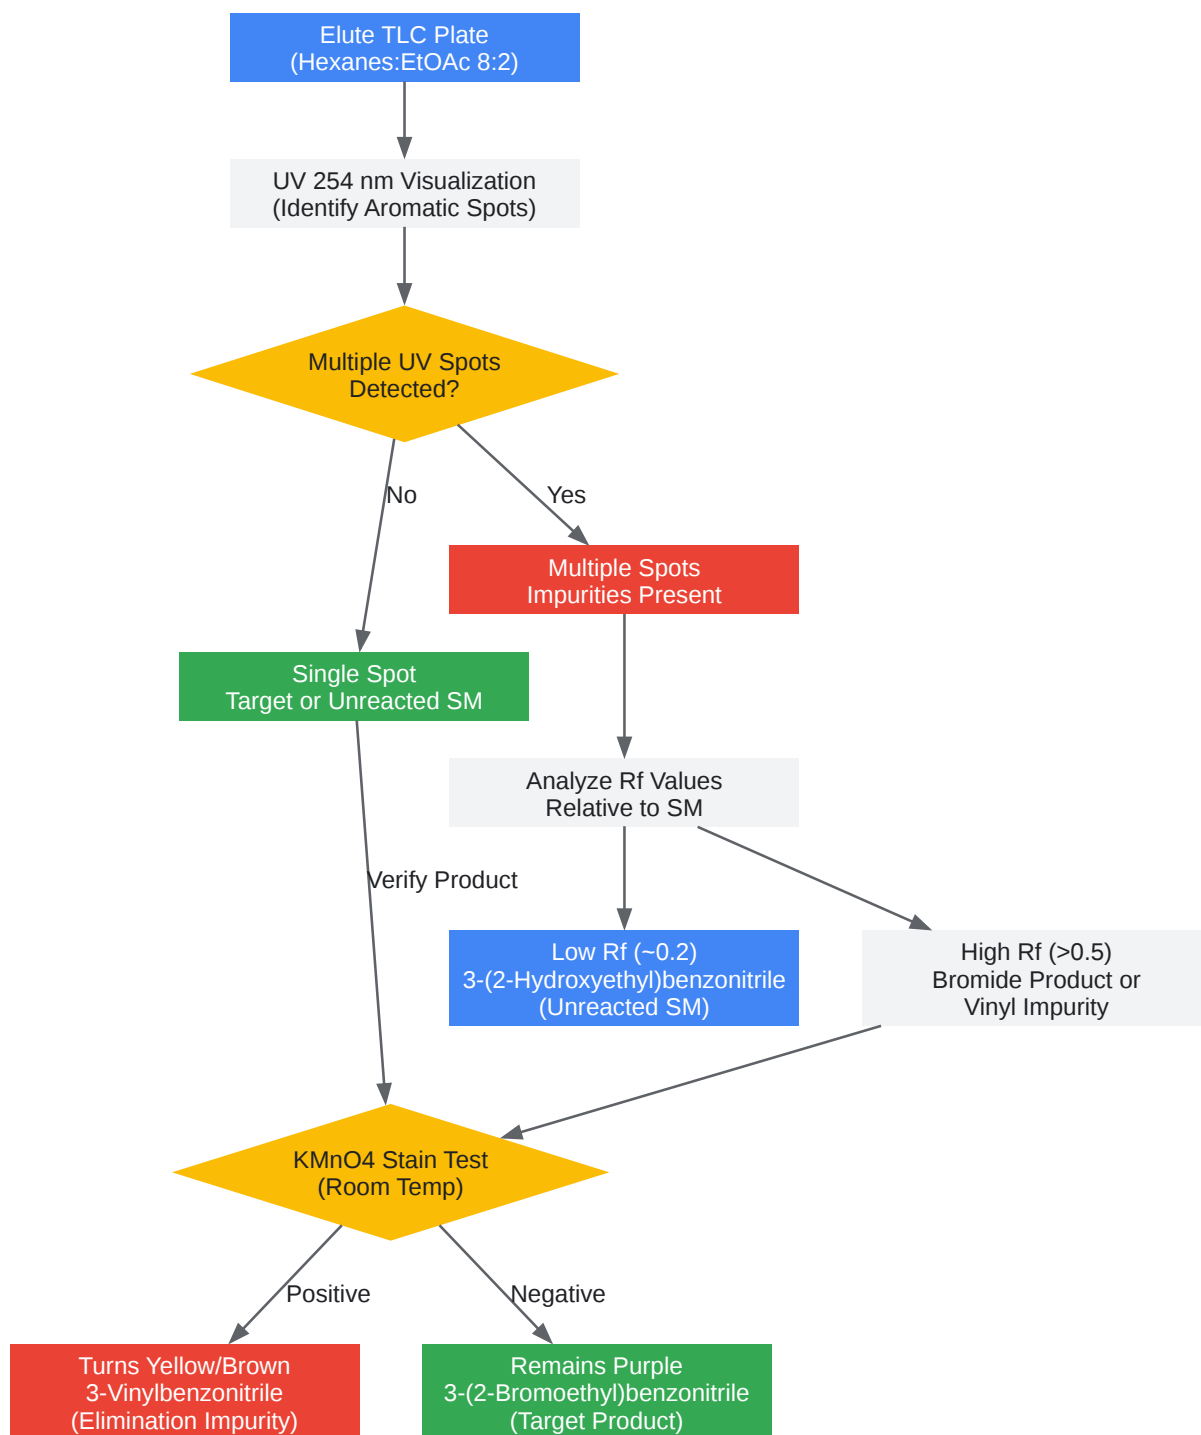 Elute TLC Plate
(Hexanes:EtOAc 8:2)
UV 254 nm Visualization
(Identify Aromatic Spots)
Multiple UV Spots
Detected?
No
Yes
Multiple Spots
Impurities Present
Single Spot
Target or Unreacted SM
Analyze Rf Values
Relative to SM
Verify Product
Low Rf (~0.2)
3-(2-Hydroxyethyl)benzonitrile
(Unreacted SM)
High Rf (>0.5)
Bromide Product or
Vinyl Impurity
KMnO4 Stain Test
(Room Temp)
Positive
Negative
Turns Yellow/Brown
3-Vinylbenzonitrile
(Elimination Impurity)
Remains Purple
3-(2-Bromoethyl)benzonitrile
(Target Product)